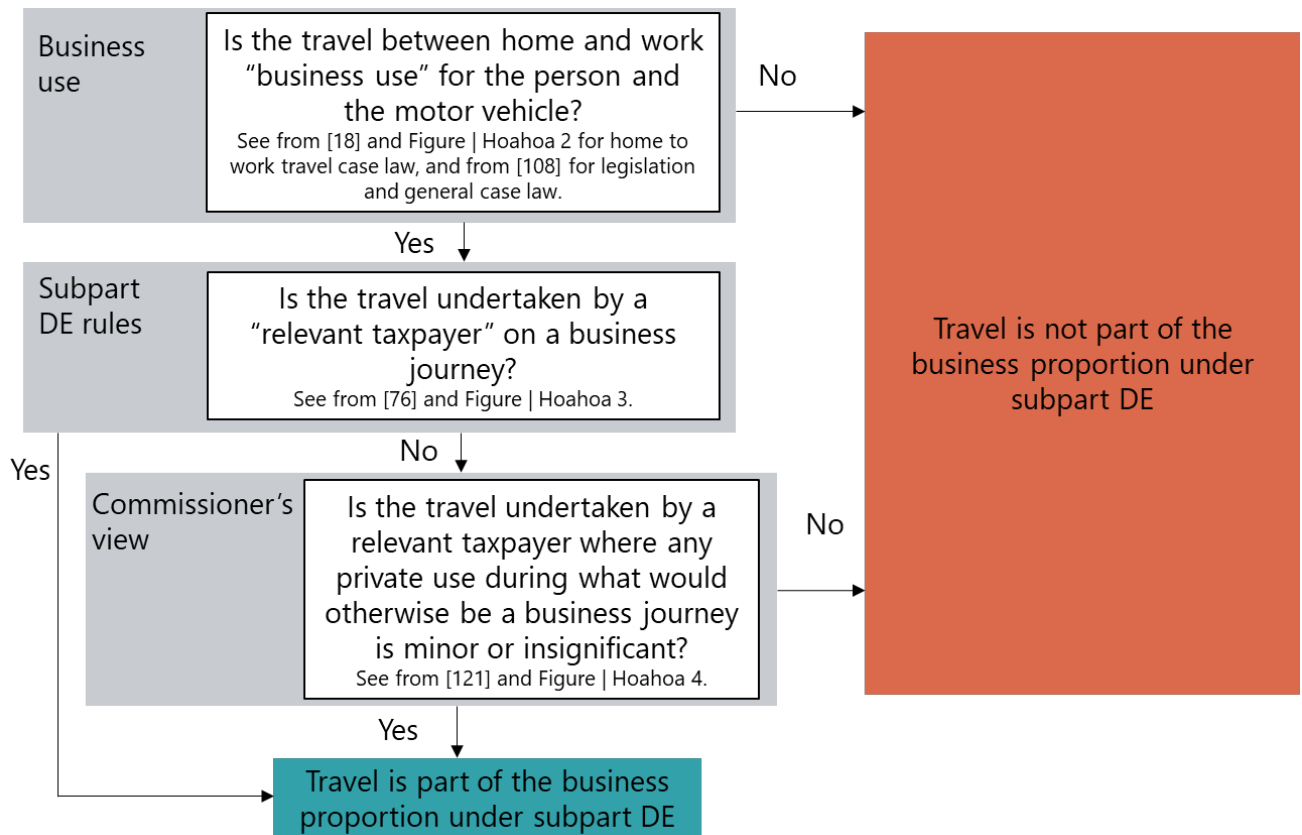 Business
use
Is the travel between home and work
“business use” for the person and
the motor vehicle?
See from [18] and Figure | Hoahoa 2 for home to
work travel case law, and from [108] for legislation
and general case law.
No
Yes
Subpart
DE rules
Is the travel undertaken by a
“relevant taxpayer” on a business
journey?
See from [76] and Figure | Hoahoa 3.
Travel is not part of the
business proportion under
subpart DE
Yes
No
Commissioner’s
view
Is the travel undertaken by a
relevant taxpayer where any
private use during what would
otherwise be a business journey
is minor or insignificant?
See from [121] and Figure | Hoahoa 4.
No
Yes
Travel is part of the business
proportion under subpart DE